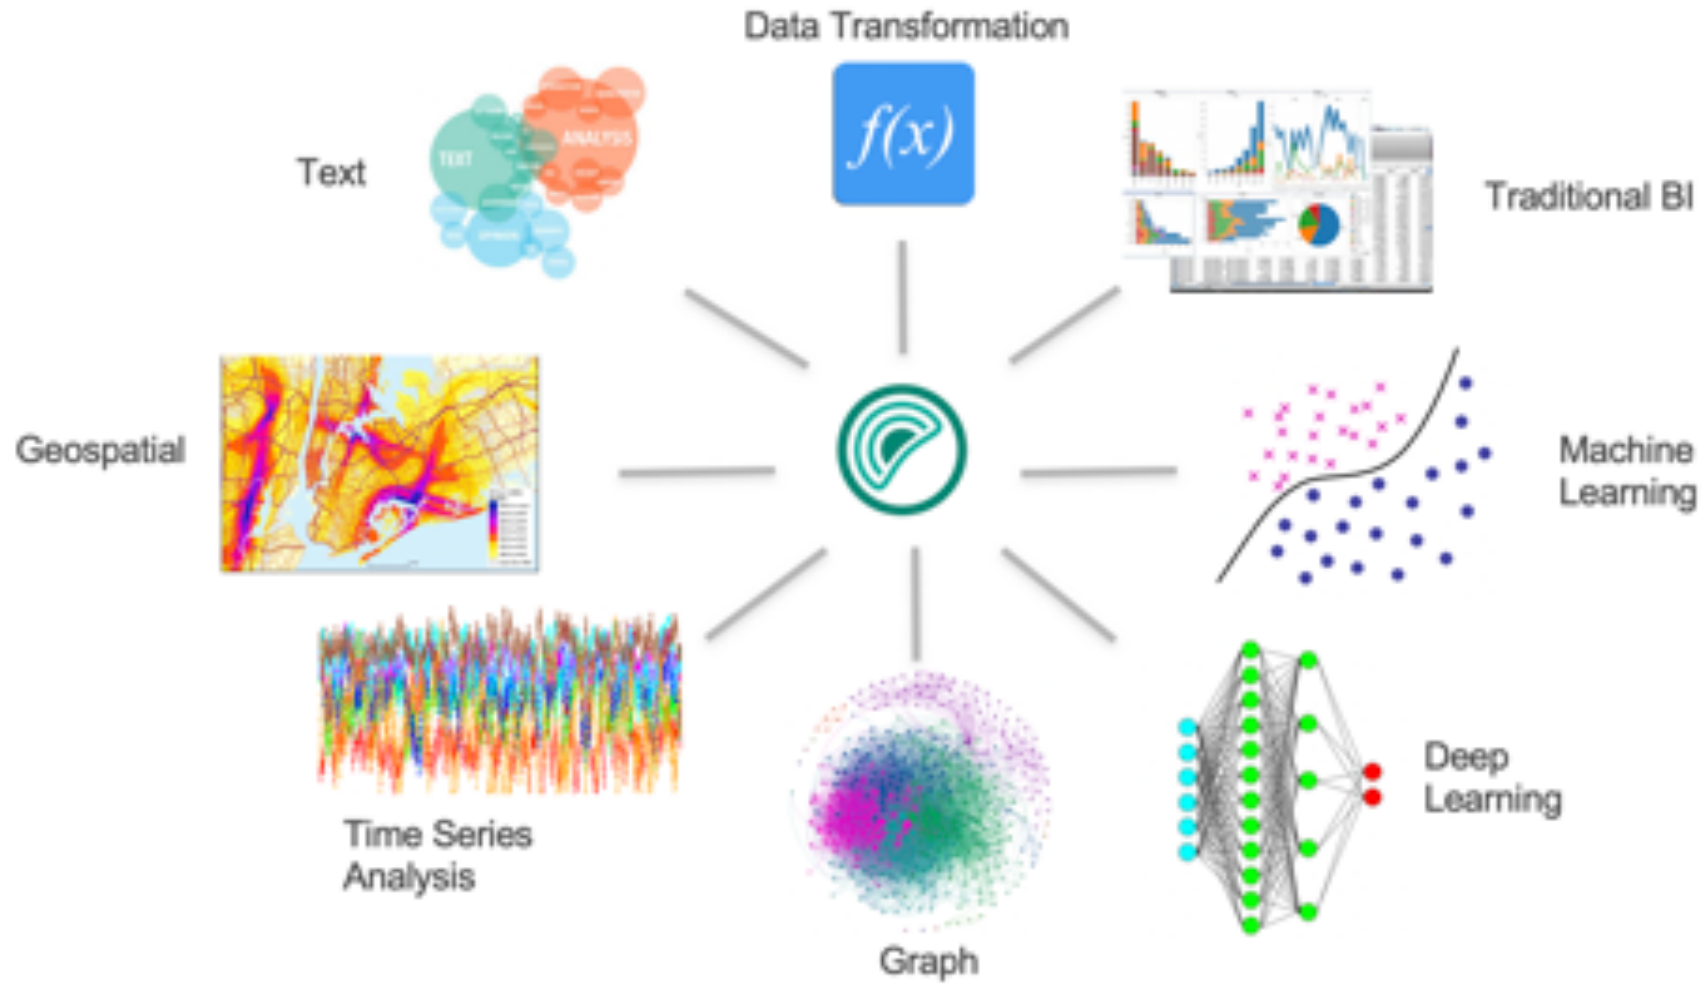 Data Transformation
f(x)
Text
TEXT
ANALYSIS
Traditional BI
Geospatial
Machine
Learning
Time Series
Analysis
Deep
Learning
Graph